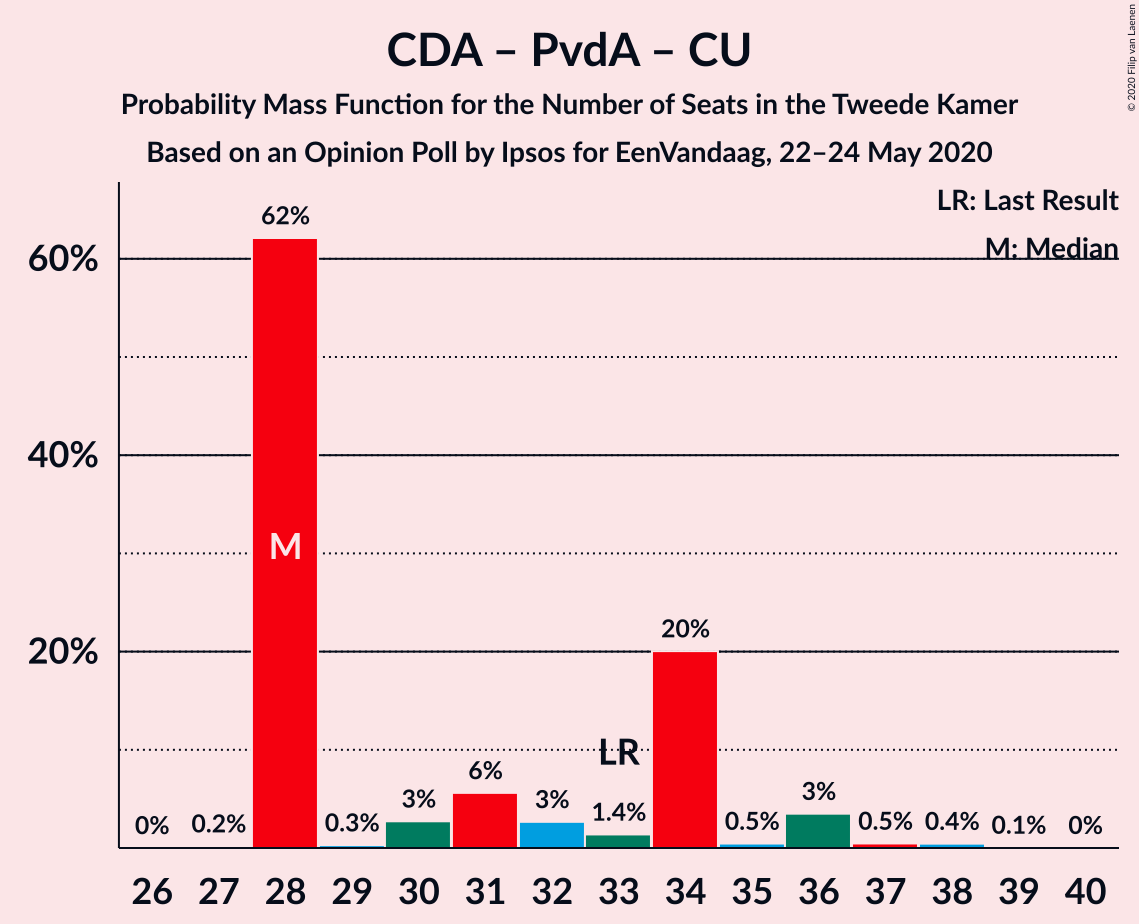 CDA – PvdA – CU
Probability Mass Function for the Number of Seats in the Tweede Kamer
Based on an Opinion Poll by Ipsos for EenVandaag, 22–24 May 2020
© 2020 Filip van Laenen
LR: Last Result
M: Median
62%
60%
40%
M
20%
20%
LR
6%
3%
3%
3%
1.4%
0%
0.2%
0.3%
0.5%
0.5%
0.4%
0.1%
0%
26 27 28 29 30 31 32 33 34 35 36 37 38 39 40